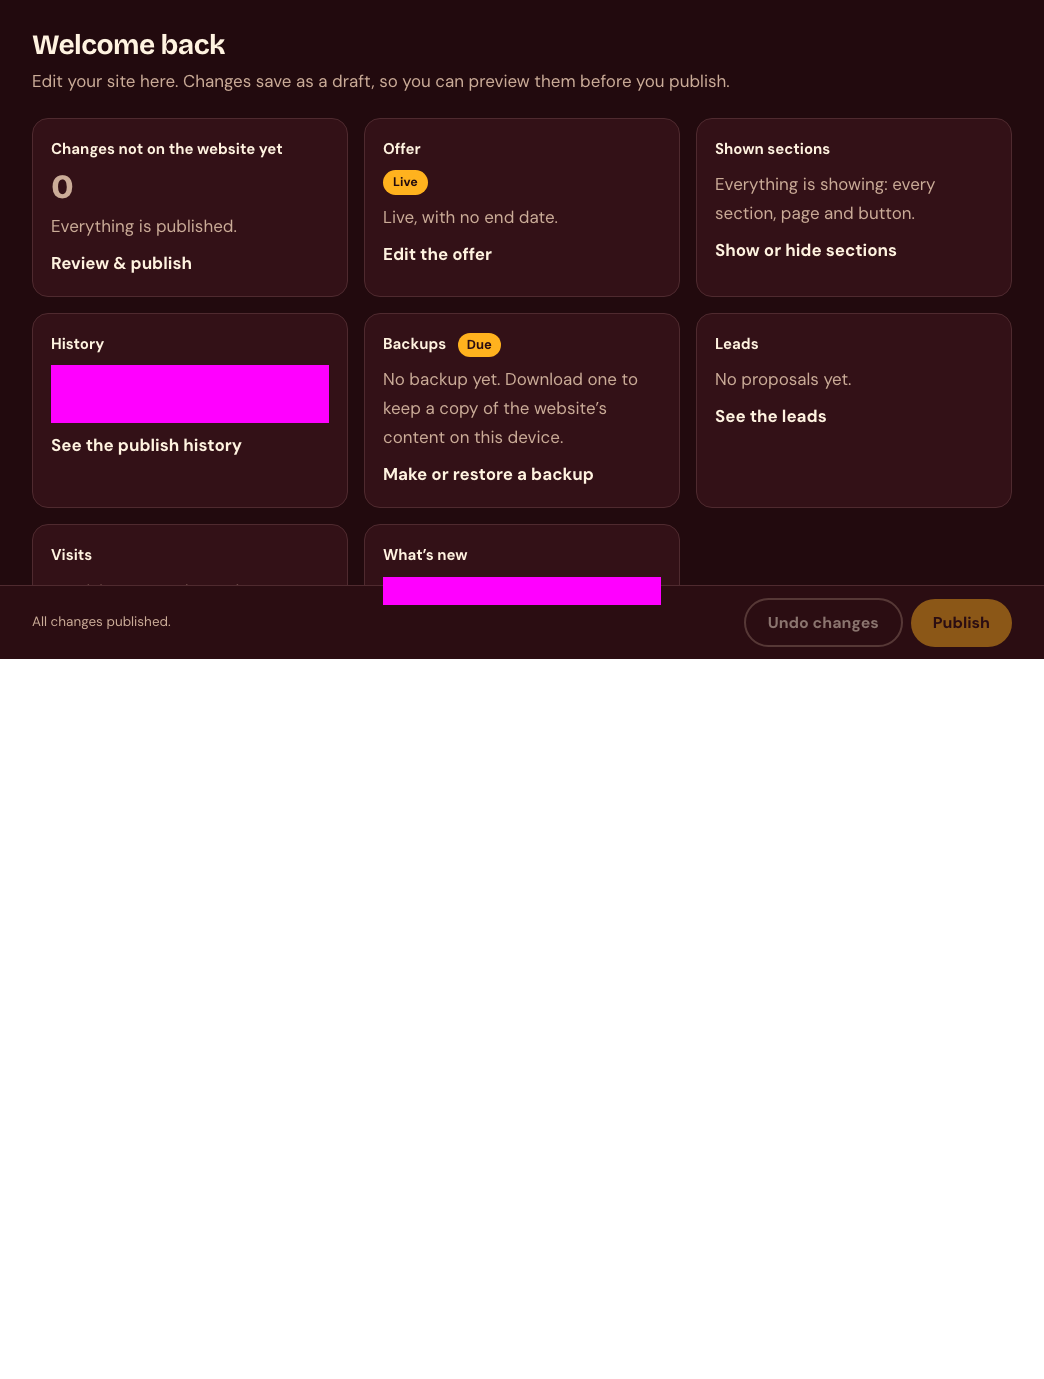 Welcome back
Edit your site here. Changes save as a draft, so you can preview them before you publish.
Changes not on the website yet
0
Everything is published.
Review & publish
Offer
Live
Live, with no end date.
Edit the offer
Shown sections
Everything is showing: every
section, page and button.
Show or hide sections
History
See the publish history
Backups
Due
No backup yet. Download one to
keep a copy of the website’s
content on this device.
Make or restore a backup
Leads
No proposals yet.
See the leads
Visits
What’s new
All changes published.
Undo changes
Publish